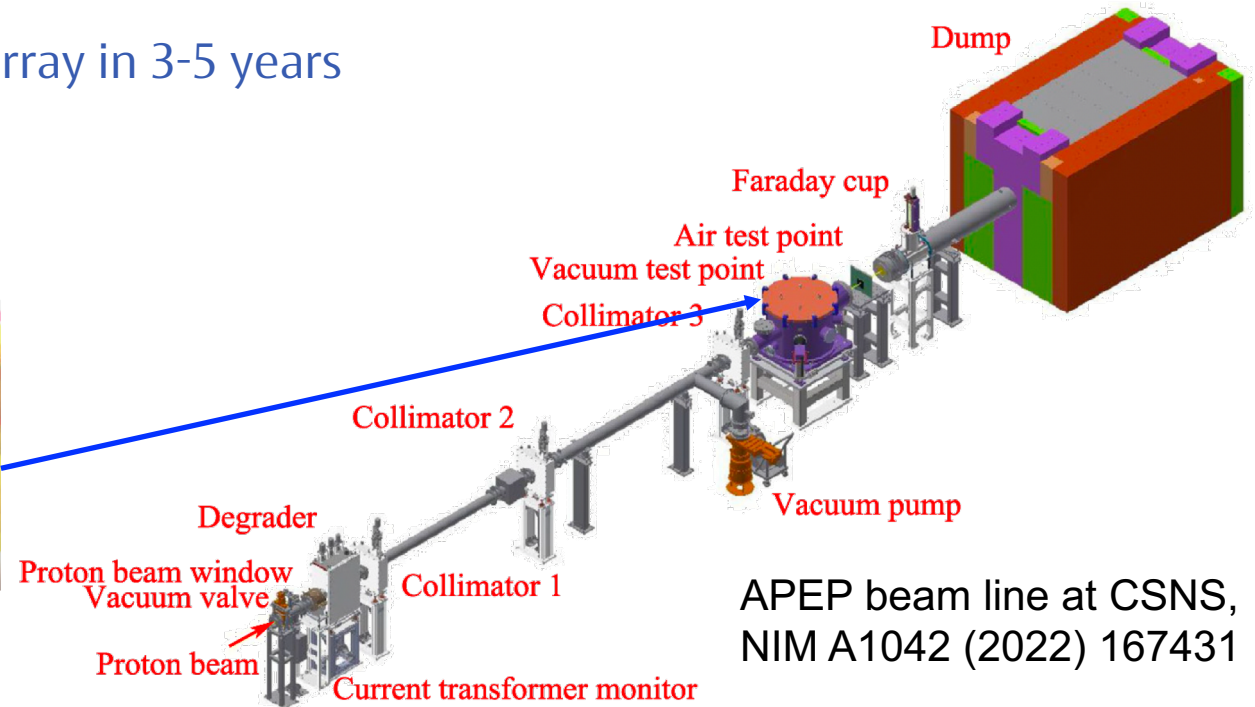 rray in 3-5 years
Dump
Faraday cup
Air test point
Vacuum test point
Collimator 3
Collimator 2
Vacuum pump
Degrader
Proton beam window
Vacuum valve
Collimator 1
Proton beam
Current transformer monitor
APEP beam line at CSNS,
NIM A1042 (2022) 167431